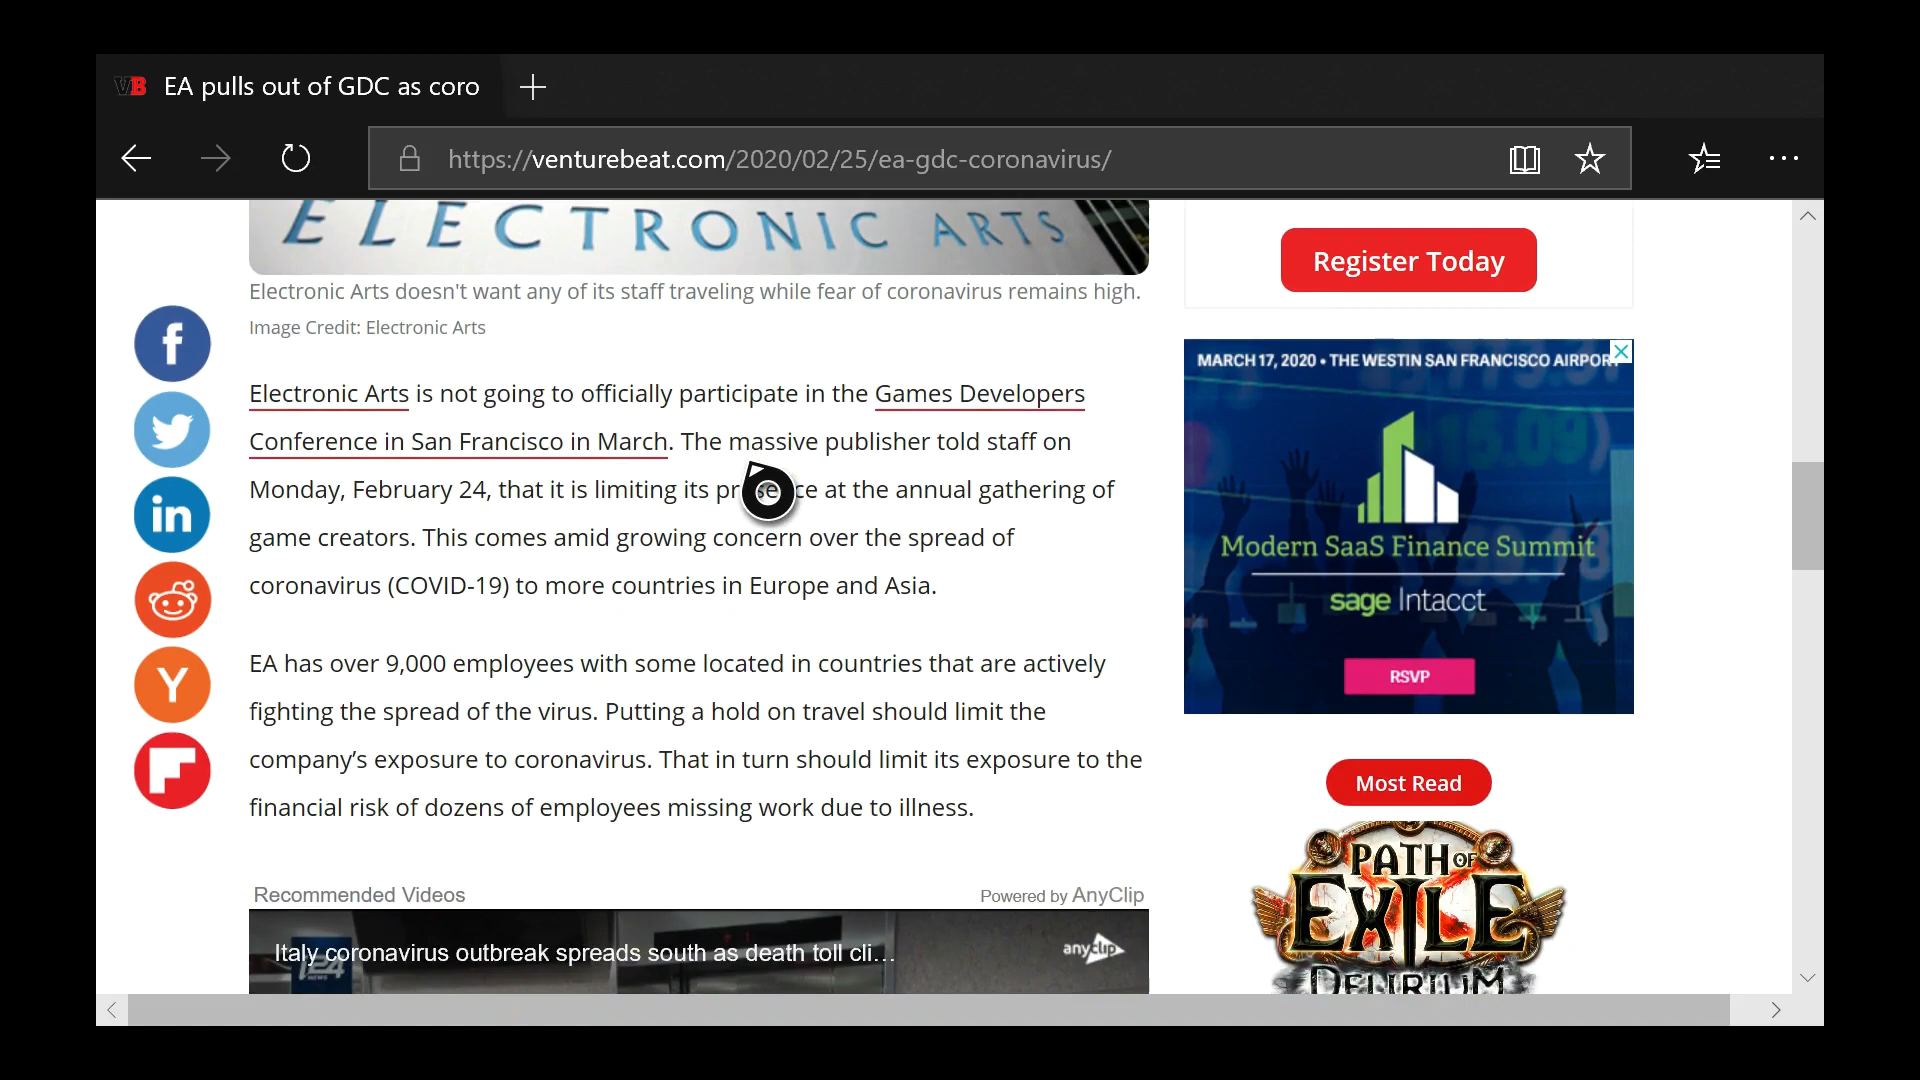 VB EA pulls out of GDC as coro
https://venturebeat.com/2020/02/25/ea-gdc-coronavirus/
ELECTRONIC ARTS
Electronic Arts doesn't want any of its staff traveling while fear of coronavirus remains high.
Image Credit: Electronic Arts
Electronic Arts is not going to officially participate in the Games Developers
Conference in San Francisco in March. The massive publisher told staff on
Monday, February 24, that it is limiting its presence at the annual gathering of
game creators. This comes amid growing concern over the spread of
coronavirus (COVID-19) to more countries in Europe and Asia.
EA has over 9,000 employees with some located in countries that are actively
fighting the spread of the virus. Putting a hold on travel should limit the
company’s exposure to coronavirus. That in turn should limit its exposure to the
financial risk of dozens of employees missing work due to illness.
Recommended Videos
Powered by AnyClip
Italy coronavirus outbreak spreads south as death toll cli...
anyclip
i24
NEWS
Register Today
MARCH 17, 2020 • THE WESTIN SAN FRANCISCO AIRPORT
15.09
Modern SaaS Finance Summit
sage Intacct
RSVP
Most Read
PATH OF
EXILE
DELIRIUM